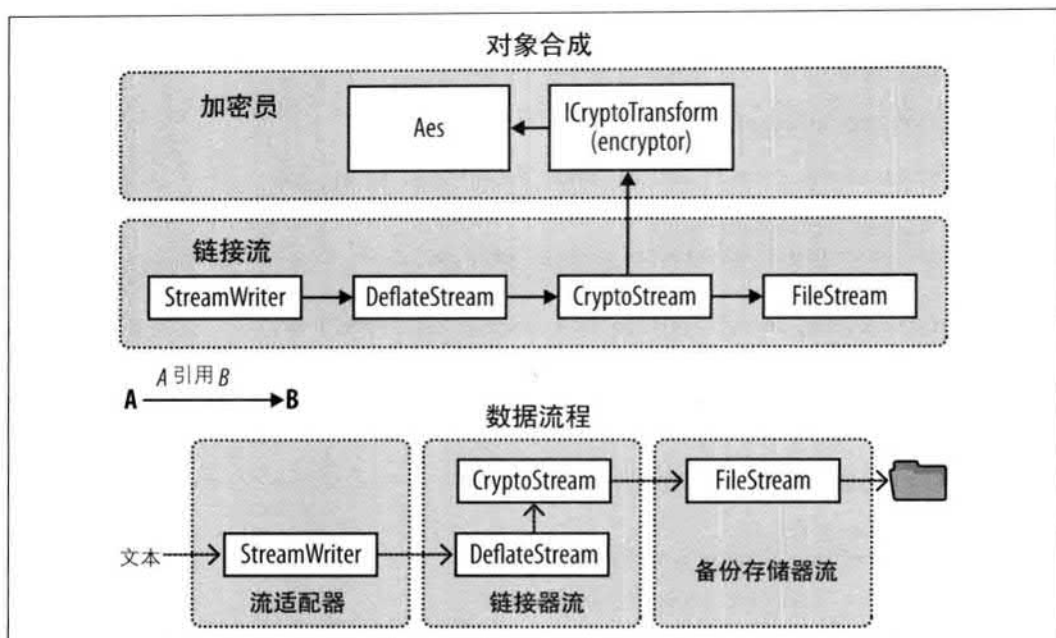 对象合成
加密员
Aes
ICryptoTransform
(encryptor)
链接流
StreamWriter
DeflateStream
CryptoStream
FileStream
A 引用 B
A
B
数据流程
CryptoStream
FileStream
文本
StreamWriter
DeflateStream
备份存储器流
流适配器
链接器流